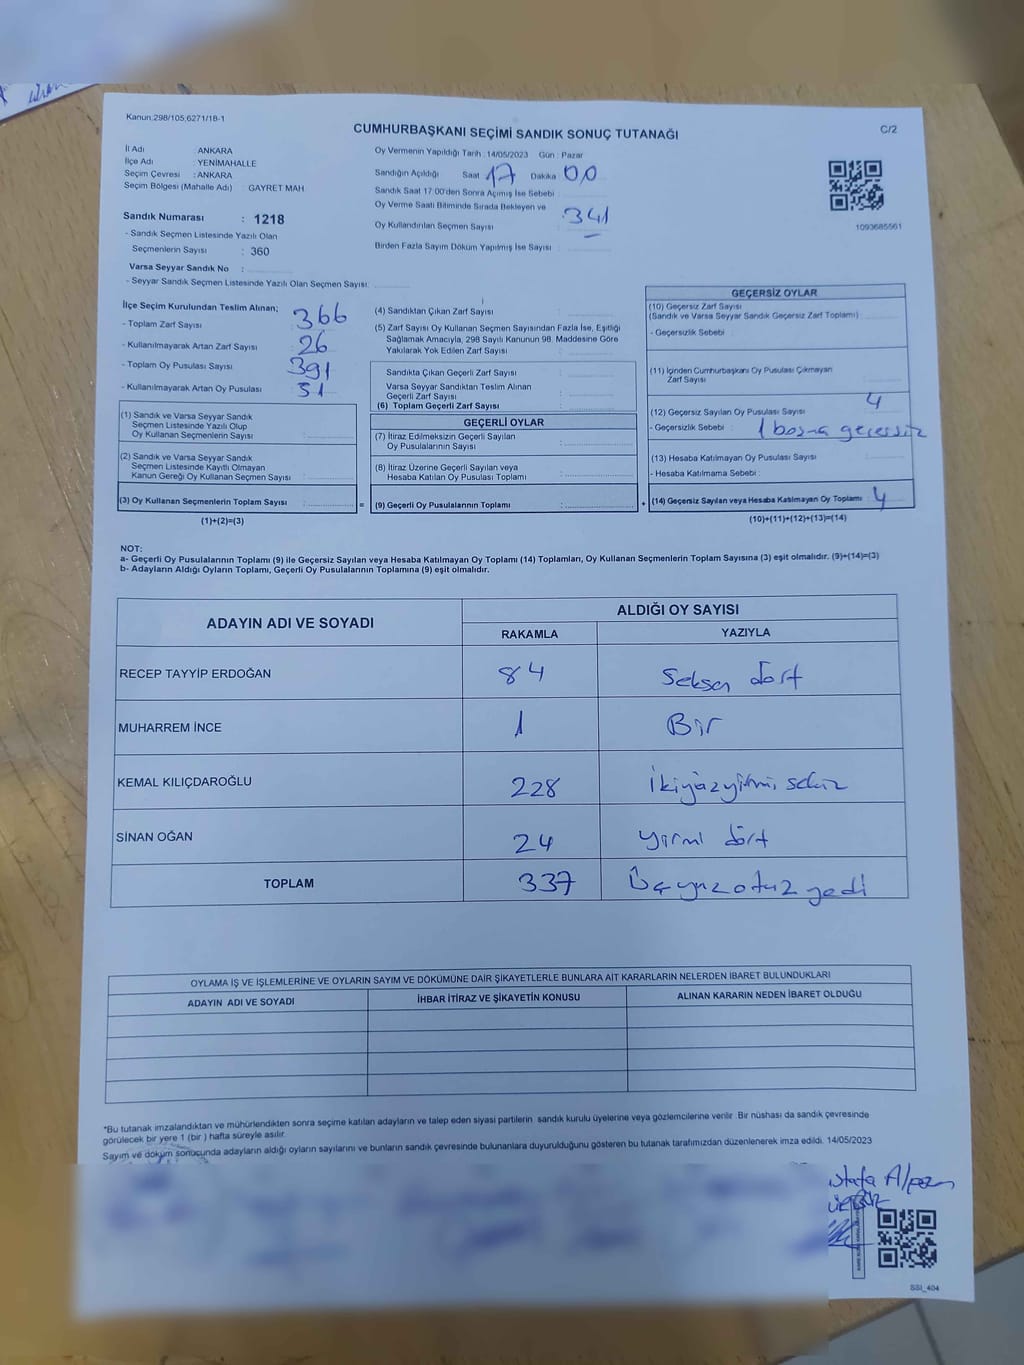 Kanun:298/105,6271/18-1
CUMHURBAŞKANI SEÇİMİ SANDIK SONUÇ TUTANAĞI
C/2
İl Adı : ANKARA
İlçe Adı : YENİMAHALLE
Seçim Çevresi : ANKARA
Seçim Bölgesi (Mahalle Adı) : GAYRET MAH
Oy Vermenin Yapıldığı Tarih :14/05/2023 Gün : Pazar
Sandığın Açıldığı Saat 17 Dakika 00
Sandık Saat 17:00'den Sonra Açılmış İse Sebebi :
Oy Verme Saati Bitiminde Sırada Bekleyen ve
Oy Kullandırılan Seçmen Sayısı : 341
Birden Fazla Sayım Döküm Yapılmış İse Sayısı :
1093685561
Sandık Numarası : 1218
- Sandık Seçmen Listesinde Yazılı Olan
Seçmenlerin Sayısı : 360
Varsa Seyyar Sandık No :
- Seyyar Sandık Seçmen Listesinde Yazılı Olan Seçmen Sayısı:
İlçe Seçim Kurulundan Teslim Alınan;
- Toplam Zarf Sayısı : 366
- Kullanılmayarak Artan Zarf Sayısı : 26
- Toplam Oy Pusulası Sayısı : 391
- Kullanılmayarak Artan Oy Pusulası : 51
(1) Sandık ve Varsa Seyyar Sandık
Seçmen Listesinde Yazılı Olup
Oy Kullanan Seçmenlerin Sayısı :
(2) Sandık ve Varsa Seyyar Sandık
Seçmen Listesinde Kayıtlı Olmayan
Kanun Gereği Oy Kullanan Seçmen Sayısı :
(3) Oy Kullanan Seçmenlerin Toplam Sayısı : =
(1)+(2)=(3)
(4) Sandıktan Çıkan Zarf Sayısı :
(5) Zarf Sayısı Oy Kullanan Seçmen Sayısından Fazla İse, Eşitliği
Sağlamak Amacıyla, 298 Sayılı Kanunun 98. Maddesine Göre
Yakılarak Yok Edilen Zarf Sayısı :
Sandıkta Çıkan Geçerli Zarf Sayısı :
Varsa Seyyar Sandıktan Teslim Alınan
Geçerli Zarf Sayısı :
(6) Toplam Geçerli Zarf Sayısı :
GEÇERLİ OYLAR
(7) İtiraz Edilmeksizin Geçerli Sayılan
Oy Pusulalarının Sayısı :
(8) İtiraz Üzerine Geçerli Sayılan veya
Hesaba Katılan Oy Pusulası Toplamı :
(9) Geçerli Oy Pusulalarının Toplamı : +
GEÇERSİZ OYLAR
(10) Geçersiz Zarf Sayısı
(Sandık ve Varsa Seyyar Sandık Geçersiz Zarf Toplamı) :
- Geçersizlik Sebebi :
(11) İçinden Cumhurbaşkanı Oy Pusulası Çıkmayan
Zarf Sayısı :
(12) Geçersiz Sayılan Oy Pusulası Sayısı : 4
- Geçersizlik Sebebi : 1 geçersiz
(13) Hesaba Katılmayan Oy Pusulası Sayısı :
- Hesaba Katılmama Sebebi :
(14) Geçersiz Sayılan veya Hesaba Katılmayan Oy Toplamı : 4
(10)+(11)+(12)+(13)=(14)
NOT:
a- Geçerli Oy Pusulalarının Toplamı (9) ile Geçersiz Sayılan veya Hesaba Katılmayan Oy Toplamı (14) Toplamları, Oy Kullanan Seçmenlerin Toplam Sayısına (3) eşit olmalıdır. (9)+(14)=(3)
b- Adayların Aldığı Oyların Toplamı, Geçerli Oy Pusulalarının Toplamına (9) eşit olmalıdır.
ADAYIN ADI VE SOYADI
ALDIĞI OY SAYISI
RAKAMLA YAZIYLA
RECEP TAYYİP ERDOĞAN 84 Seksen dört
MUHARREM İNCE 1 Bir
KEMAL KILIÇDAROĞLU 228 İkiyüzyirmi sekiz
SİNAN OĞAN 24 yirmi dört
TOPLAM 337 Üçyüzotuz yedi
OYLAMA İŞ VE İŞLEMLERİNE VE OYLARIN SAYIM VE DÖKÜMÜNE DAİR ŞİKAYETLERLE BUNLARA AİT KARARLARIN NELERDEN İBARET BULUNDUKLARI
ADAYIN ADI VE SOYADI İHBAR İTİRAZ VE ŞİKAYETİN KONUSU ALINAN KARARIN NEDEN İBARET OLDUĞU
*Bu tutanak imzalandıktan ve mühürlendikten sonra seçime katılan adayların ve talep eden siyasi partilerin sandık kurulu üyelerine veya gözlemcilerine verilir. Bir nüshası da sandık çevresinde
görülecek bir yere 1 (bir ) hafta süreyle asılır.
Sayım ve döküm sonucunda adayların aldığı oyların sayılarını ve bunların sandık çevresinde bulunanlara duyurulduğunu gösteren bu tutanak tarafımızdan düzenlenerek imza edildi. 14/05/2023
SSI_404